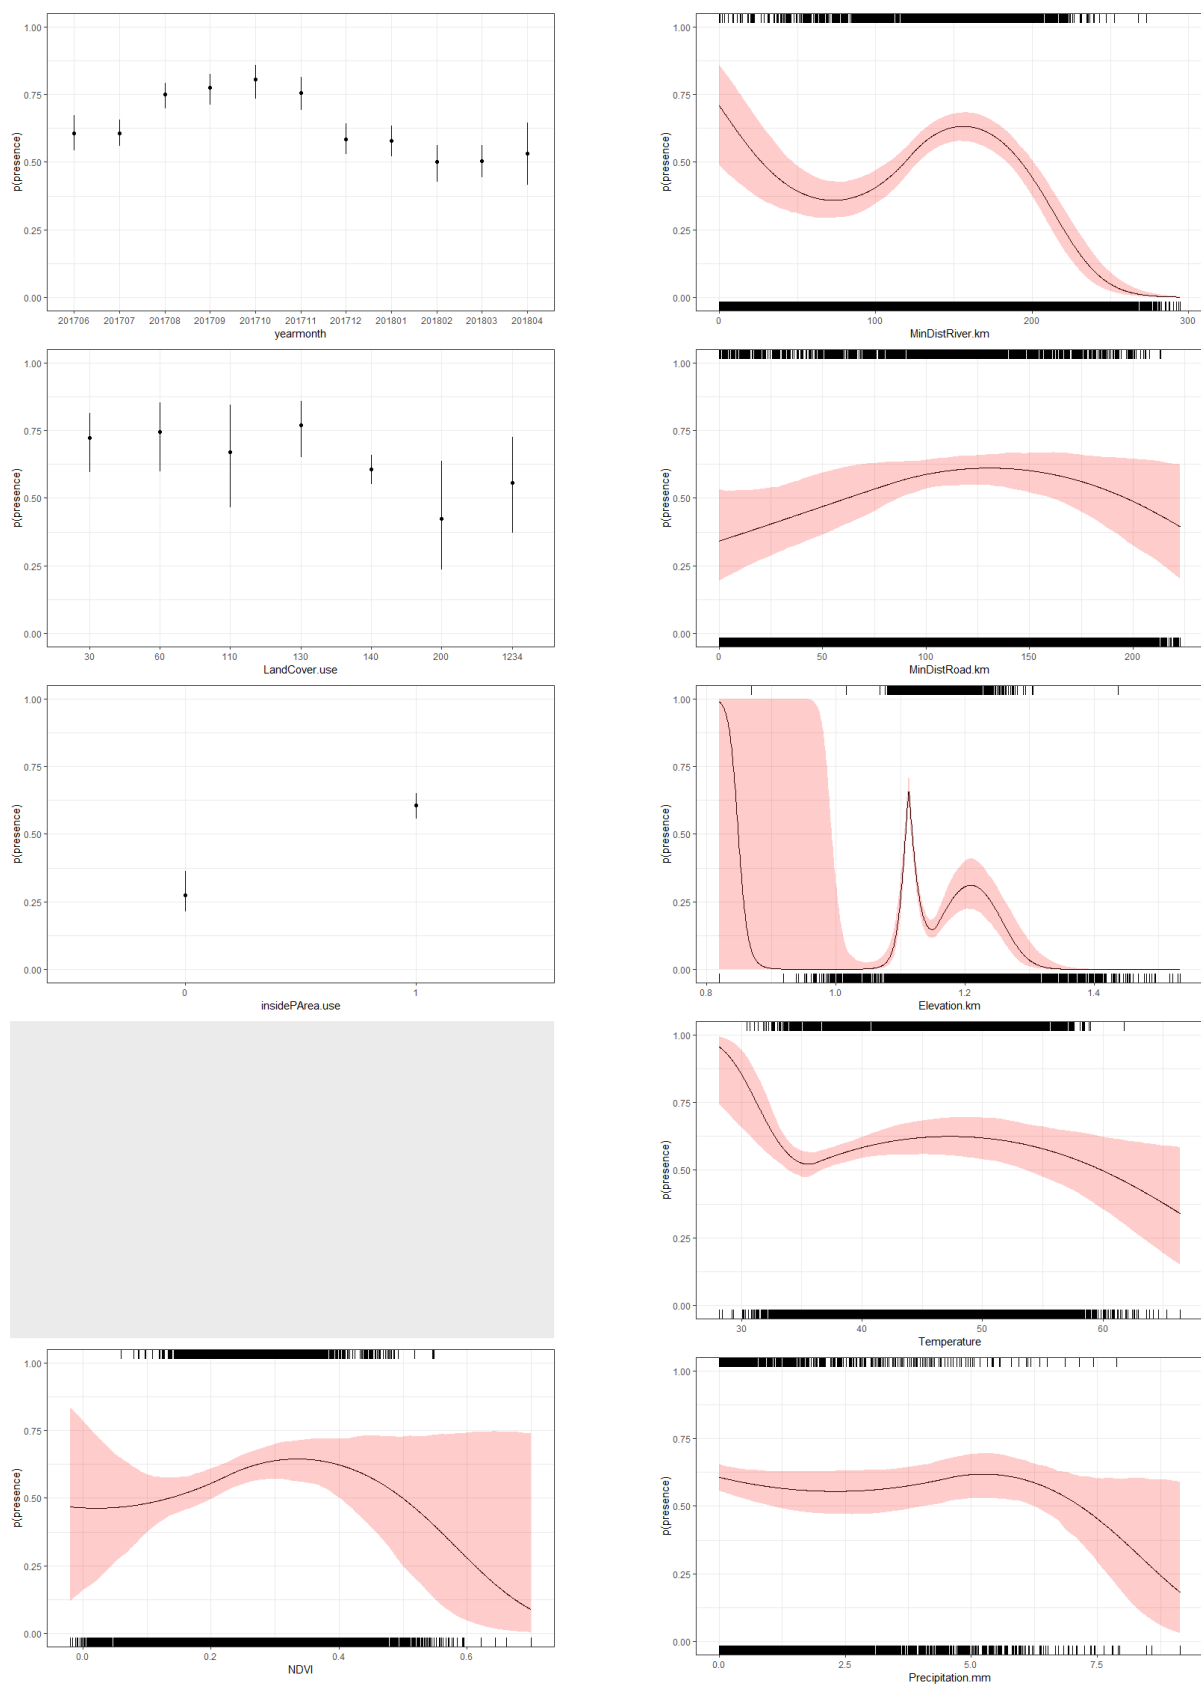 1.00
0.75
0.50
0.25
0.00
p(presence)
201706 201707 201708 201709 201710 201711 201712 201801 201802 201803 201804
yearmonth
1.00
0.75
0.50
0.25
0.00
p(presence)
0 100 200 300
MinDistRiver.km
1.00
0.75
0.50
0.25
0.00
p(presence)
30 60 110 130 140 200 1234
LandCover.use
1.00
0.75
0.50
0.25
0.00
p(presence)
0 50 100 150 200
MinDistRoad.km
1.00
0.75
0.50
0.25
0.00
p(presence)
0 1
insidePArea.use
1.00
0.75
0.50
0.25
0.00
p(presence)
0.8 1.0 1.2 1.4
Elevation.km
1.00
0.75
0.50
0.25
0.00
p(presence)
30 40 50 60
Temperature
1.00
0.75
0.50
0.25
0.00
p(presence)
0.0 0.2 0.4 0.6
NDVI
1.00
0.75
0.50
0.25
0.00
p(presence)
0.0 2.5 5.0 7.5
Precipitation.mm